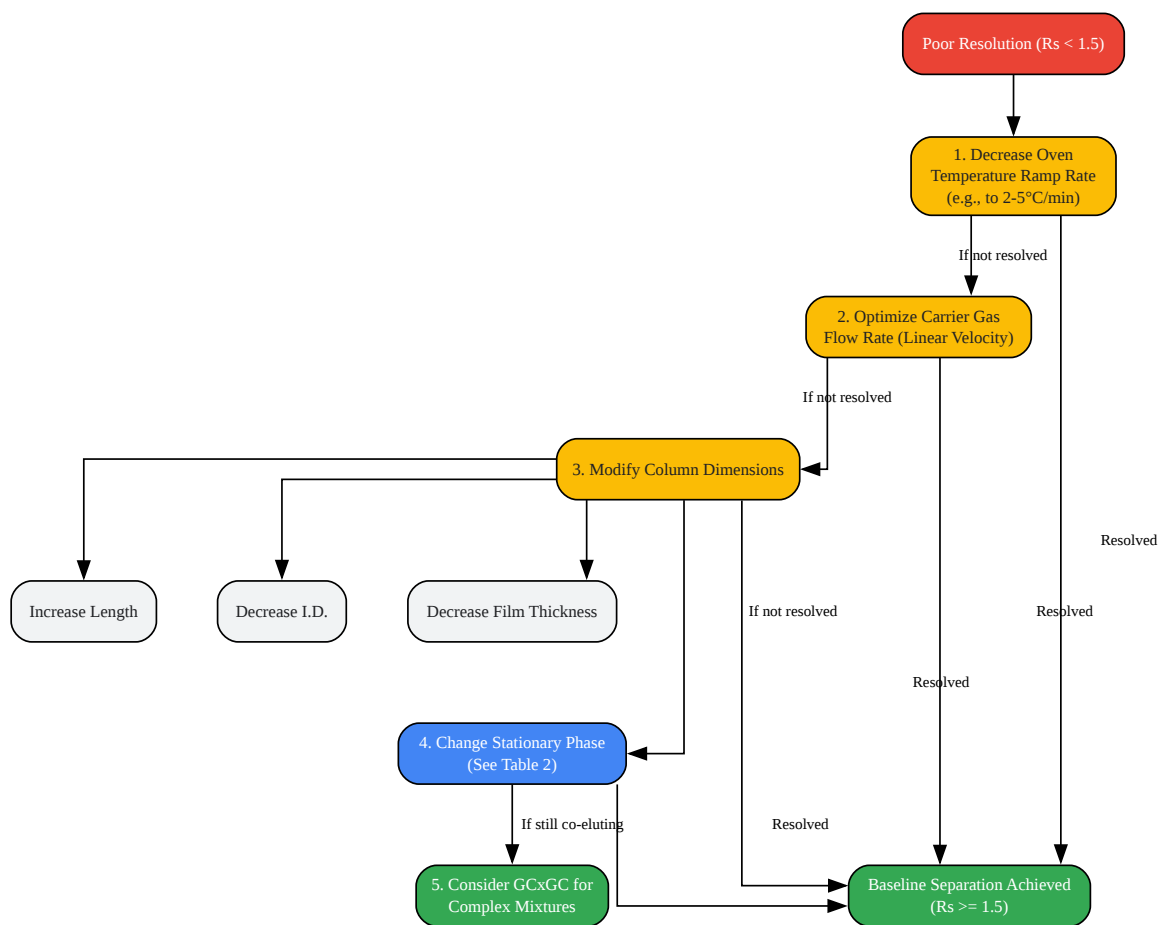 Poor Resolution (Rs < 1.5)
1. Decrease Oven
Temperature Ramp Rate
(e.g., to 2-5°C/min)
If not resolved
2. Optimize Carrier Gas
Flow Rate (Linear Velocity)
If not resolved
3. Modify Column Dimensions
Resolved
Increase Length
Decrease I.D.
Decrease Film Thickness
If not resolved
Resolved
Resolved
4. Change Stationary Phase
(See Table 2)
If still co-eluting
Resolved
5. Consider GCxGC for
Complex Mixtures
Baseline Separation Achieved
(Rs >= 1.5)